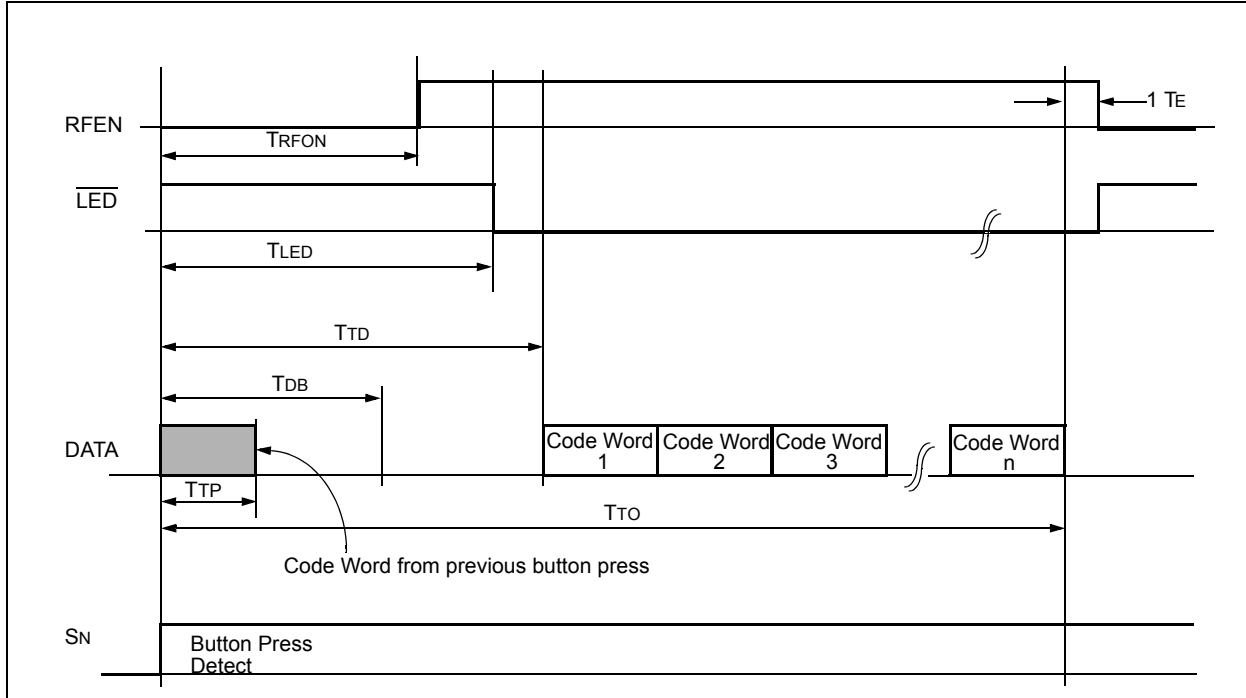 RFEN
TRFON
1 TE
LED
TLED
TTD
TDB
DATA
Code Word
1
Code Word
2
Code Word
3
Code Word
n
TTP
TTO
Code Word from previous button press
SN
Button Press
Detect